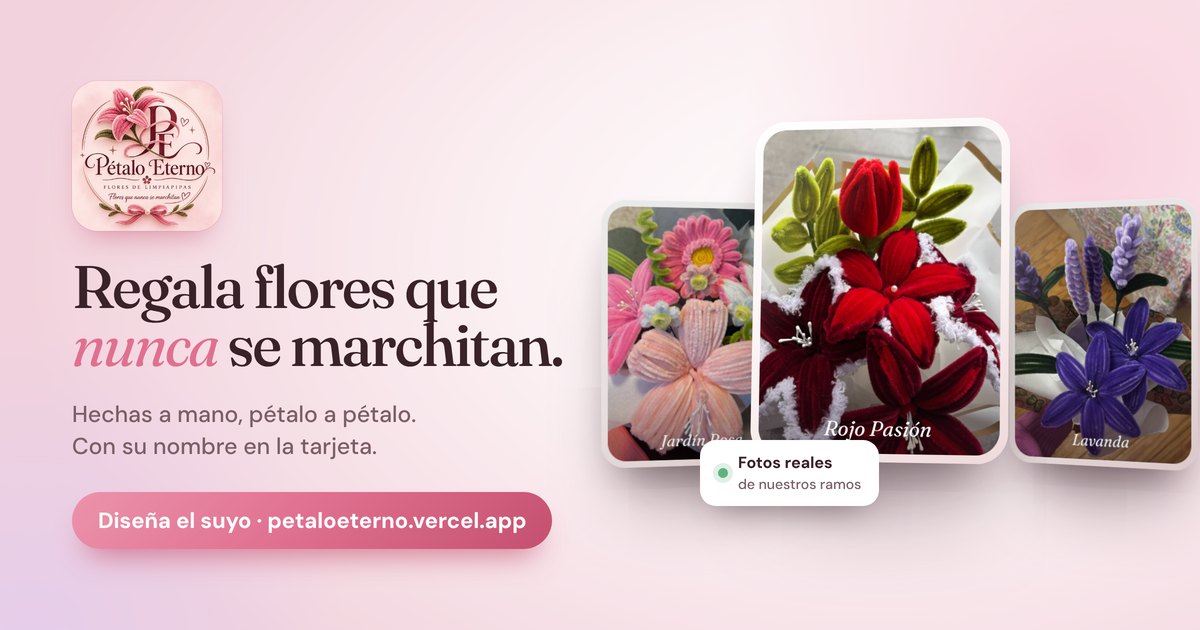 PE
Pétalo Eterno
FLORES DE LIMPIAPIPAS
Flores que nunca se marchitan
Regala flores que
nunca se marchitan.
Hechas a mano, pétalo a pétalo.
Con su nombre en la tarjeta.
Diseña el suyo · petaloeterno.vercel.app
Jardín Rosa
Rojo Pasión
Lavanda
Fotos reales
de nuestros ramos